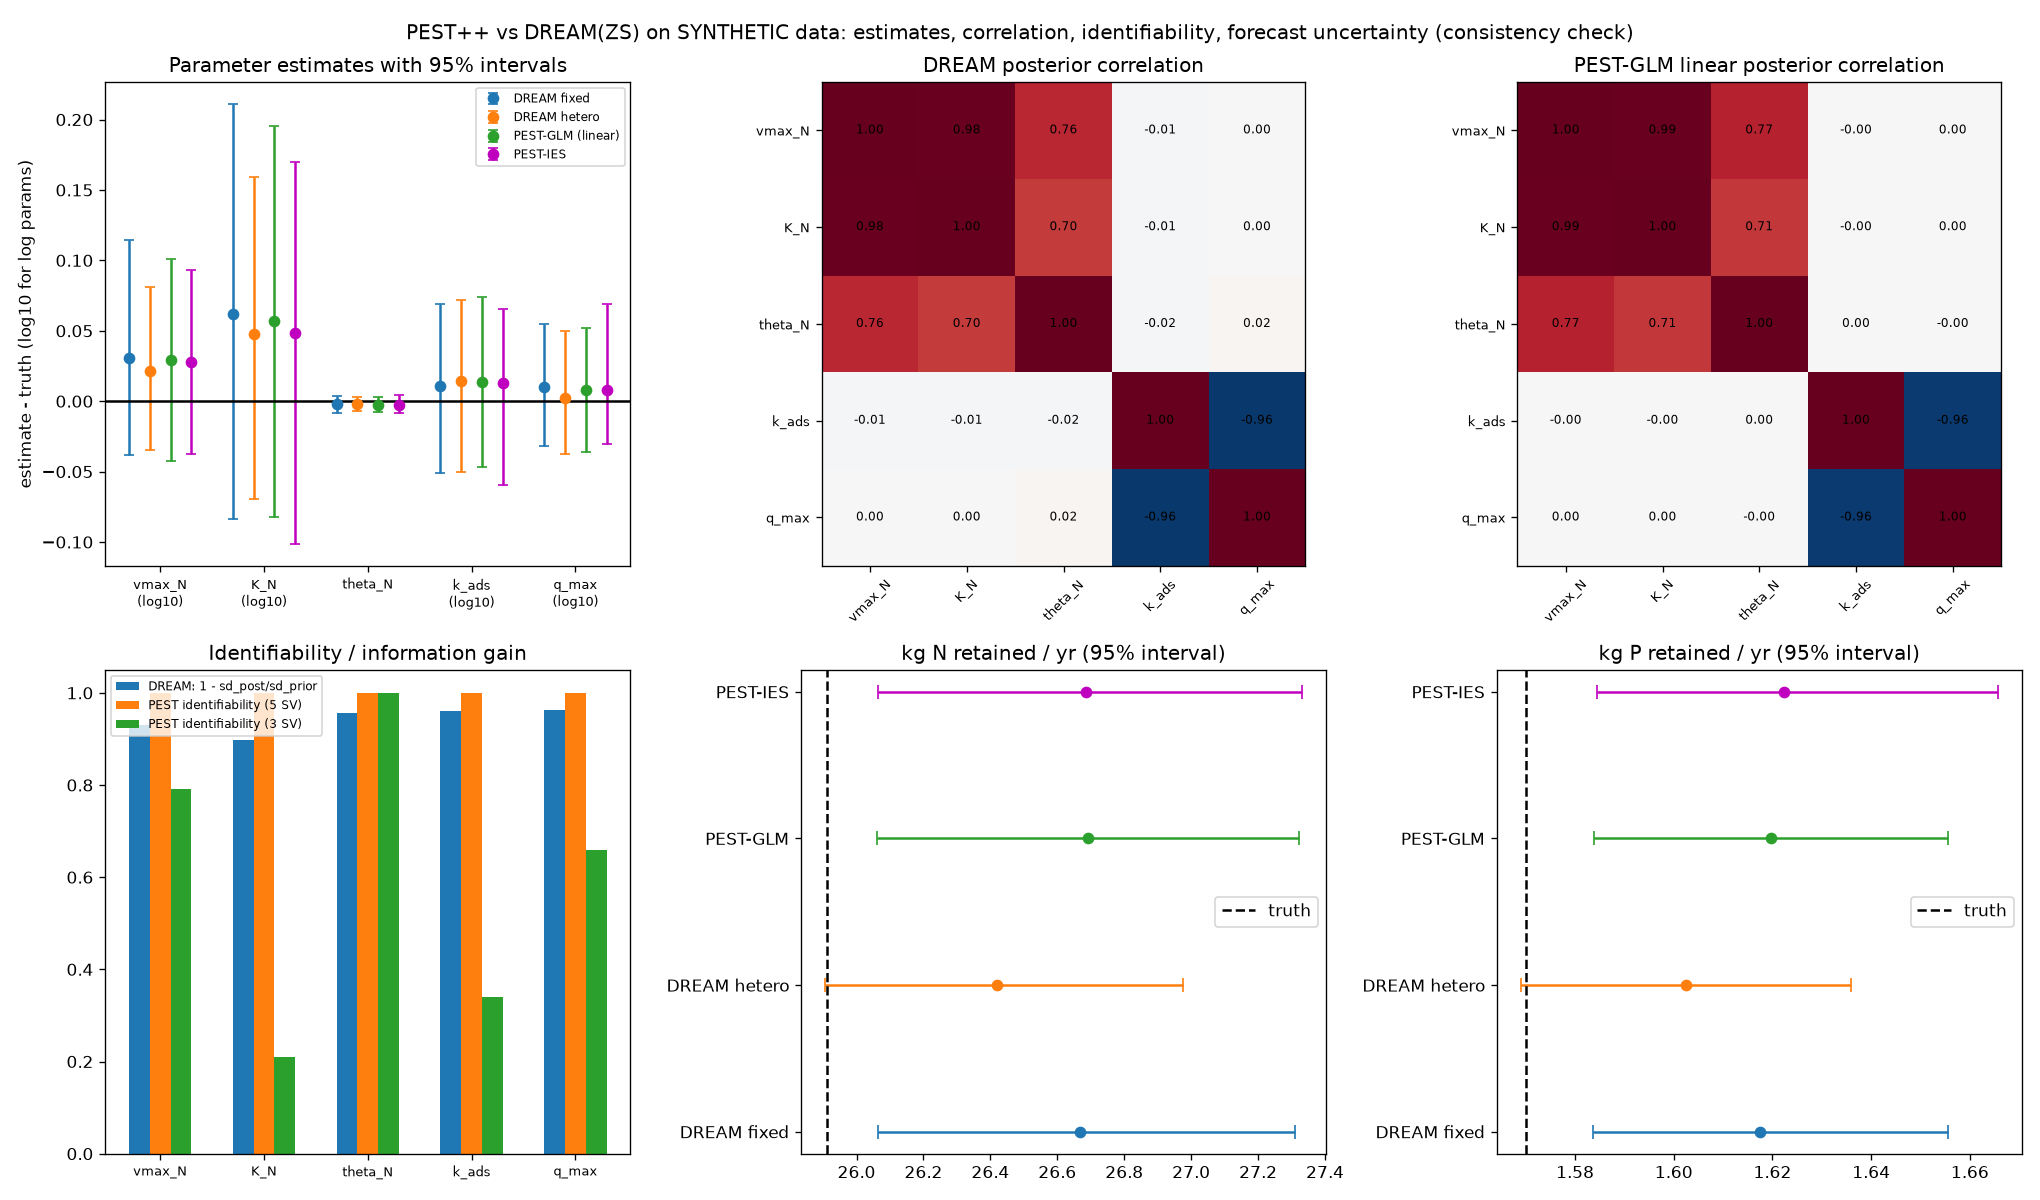 PEST++ vs DREAM(ZS) on SYNTHETIC data: estimates, correlation, identifiability, forecast uncertainty (consistency check)
Parameter estimates with 95% intervals
estimate - truth (log10 for log params)
0.20
0.15
0.10
0.05
0.00
−0.05
−0.10
DREAM fixed
DREAM hetero
PEST-GLM (linear)
PEST-IES
vmax_N
(log10)
K_N
(log10)
theta_N
k_ads
(log10)
q_max
(log10)
DREAM posterior correlation
vmax_N 1.00 0.98 0.76 -0.01 0.00
K_N 0.98 1.00 0.70 -0.01 0.00
theta_N 0.76 0.70 1.00 -0.02 0.02
k_ads -0.01 -0.01 -0.02 1.00 -0.96
q_max 0.00 0.00 0.02 -0.96 1.00
vmax_N K_N theta_N k_ads q_max
PEST-GLM linear posterior correlation
vmax_N 1.00 0.99 0.77 -0.00 0.00
K_N 0.99 1.00 0.71 -0.00 0.00
theta_N 0.77 0.71 1.00 0.00 -0.00
k_ads -0.00 -0.00 0.00 1.00 -0.96
q_max 0.00 0.00 -0.00 -0.96 1.00
vmax_N K_N theta_N k_ads q_max
Identifiability / information gain
1.0
0.8
0.6
0.4
0.2
0.0
DREAM: 1 - sd_post/sd_prior
PEST identifiability (5 SV)
PEST identifiability (3 SV)
vmax_N K_N theta_N k_ads q_max
kg N retained / yr (95% interval)
PEST-IES
PEST-GLM
DREAM hetero
DREAM fixed
truth
26.0 26.2 26.4 26.6 26.8 27.0 27.2 27.4
kg P retained / yr (95% interval)
PEST-IES
PEST-GLM
DREAM hetero
DREAM fixed
truth
1.58 1.60 1.62 1.64 1.66